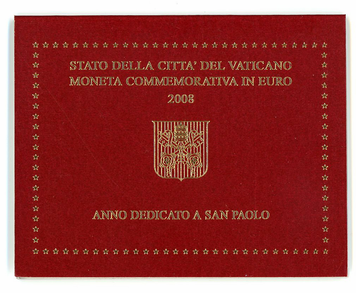 STATO DELLA CITTA' DEL VATICANO
MONETA COMMEMORATIVA IN EURO
2008
ANNO DEDICATO A SAN PAOLO